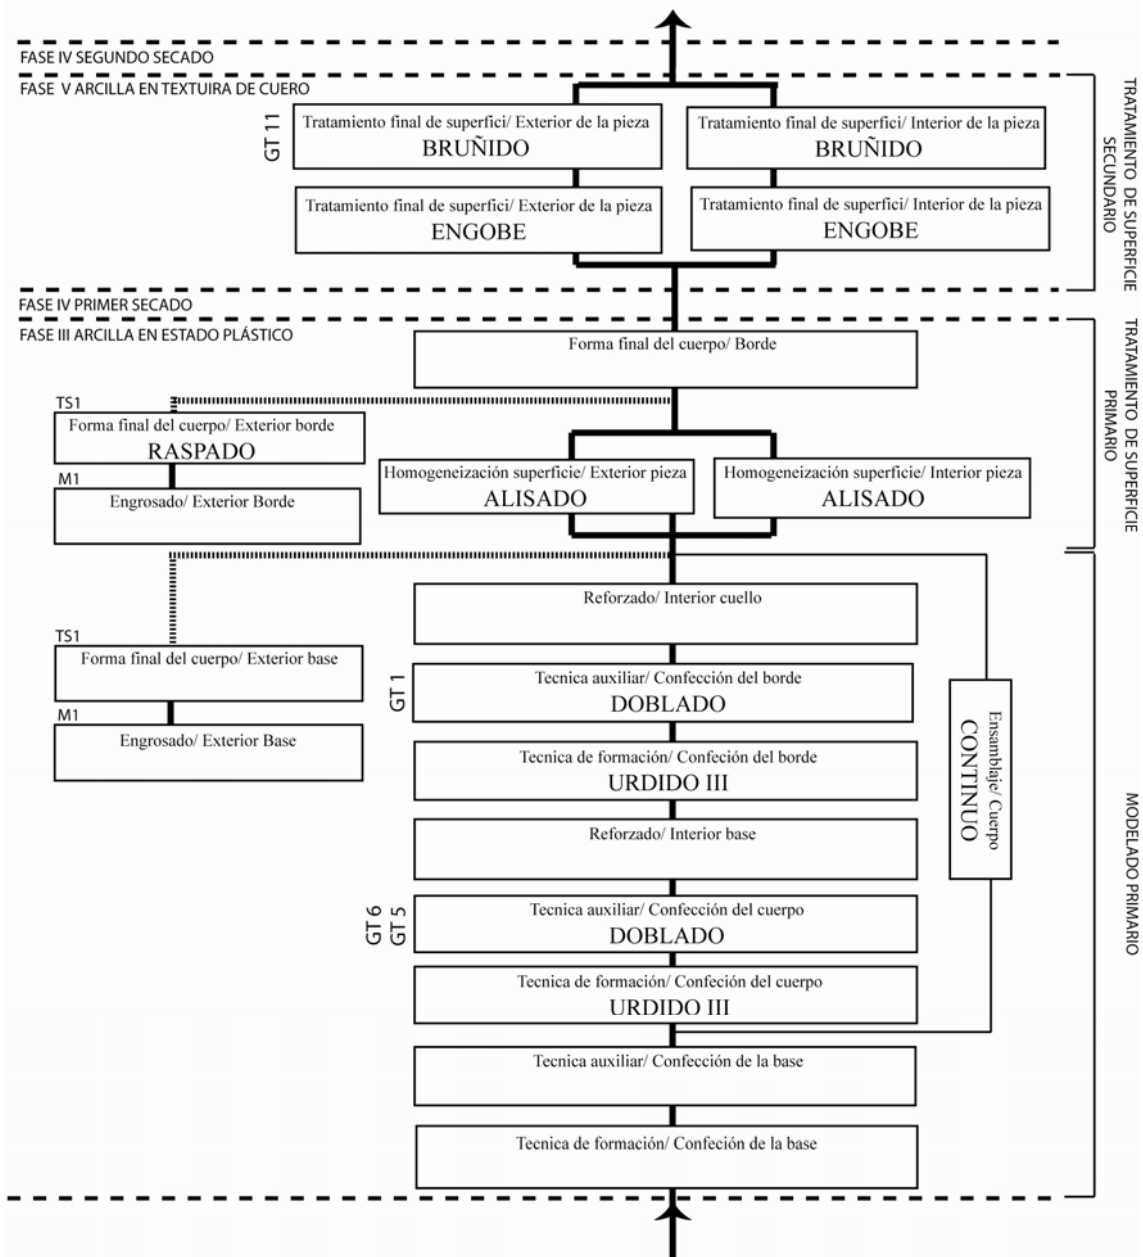 FASE IV SEGUNDO SECADO
FASE V ARCILLA EN TEXTUIRA DE CUERO
GT 11
Tratamiento final de superfici/ Exterior de la pieza
BRUÑIDO
Tratamiento final de superfici/ Interior de la pieza
BRUÑIDO
Tratamiento final de superfici/ Exterior de la pieza
ENGOBE
Tratamiento final de superfici/ Interior de la pieza
ENGOBE
TRATAMIENTO DE SUPERFICIE
SECUNDARIO
FASE IV PRIMER SECADO
FASE III ARCILLA EN ESTADO PLÁSTICO
Forma final del cuerpo/ Borde
TS1
Forma final del cuerpo/ Exterior borde
RASPADO
M1
Engrosado/ Exterior Borde
Homogeneización superficie/ Exterior pieza
ALISADO
Homogeneización superficie/ Interior pieza
ALISADO
TRATAMIENTO DE SUPERFICIE
PRIMARIO
Reforzado/ Interior cuello
TS1
Forma final del cuerpo/ Exterior base
M1
Engrosado/ Exterior Base
GT 1
Tecnica auxiliar/ Confección del borde
DOBLADO
Tecnica de formación/ Confeción del borde
URDIDO III
Reforzado/ Interior base
GT 6
GT 5
Tecnica auxiliar/ Confección del cuerpo
DOBLADO
Tecnica de formación/ Confeción del cuerpo
URDIDO III
Ensamblaje/ Cuerpo
CONTINUO
Tecnica auxiliar/ Confección de la base
Tecnica de formación/ Confeción de la base
MODELADO PRIMARIO